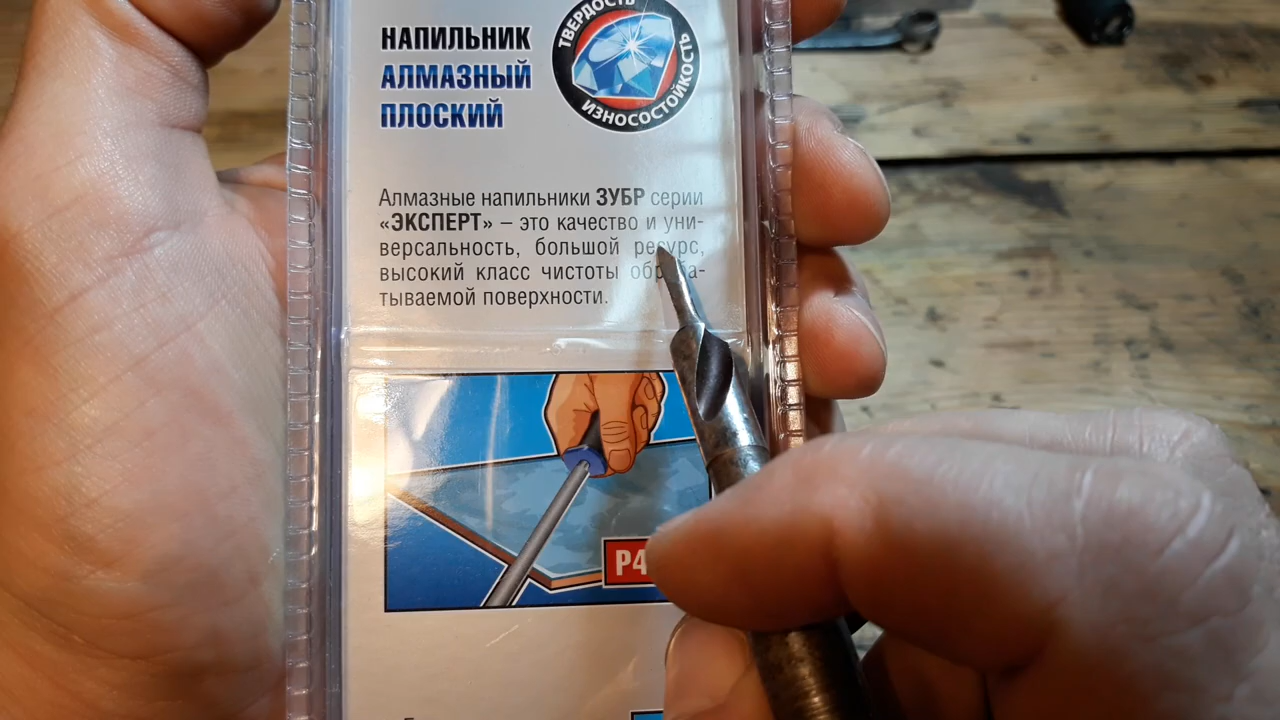 НАПИЛЬНИК
АЛМАЗНЫЙ
ПЛОСКИЙ
ТВЕРДОСТЬ
ИЗНОСОСТОЙКОСТЬ
Алмазные напильники ЗУБР серии
«ЭКСПЕРТ» – это качество и уни-
версальность, большой ресурс,
высокий класс чистоты обраба-
тываемой поверхности.